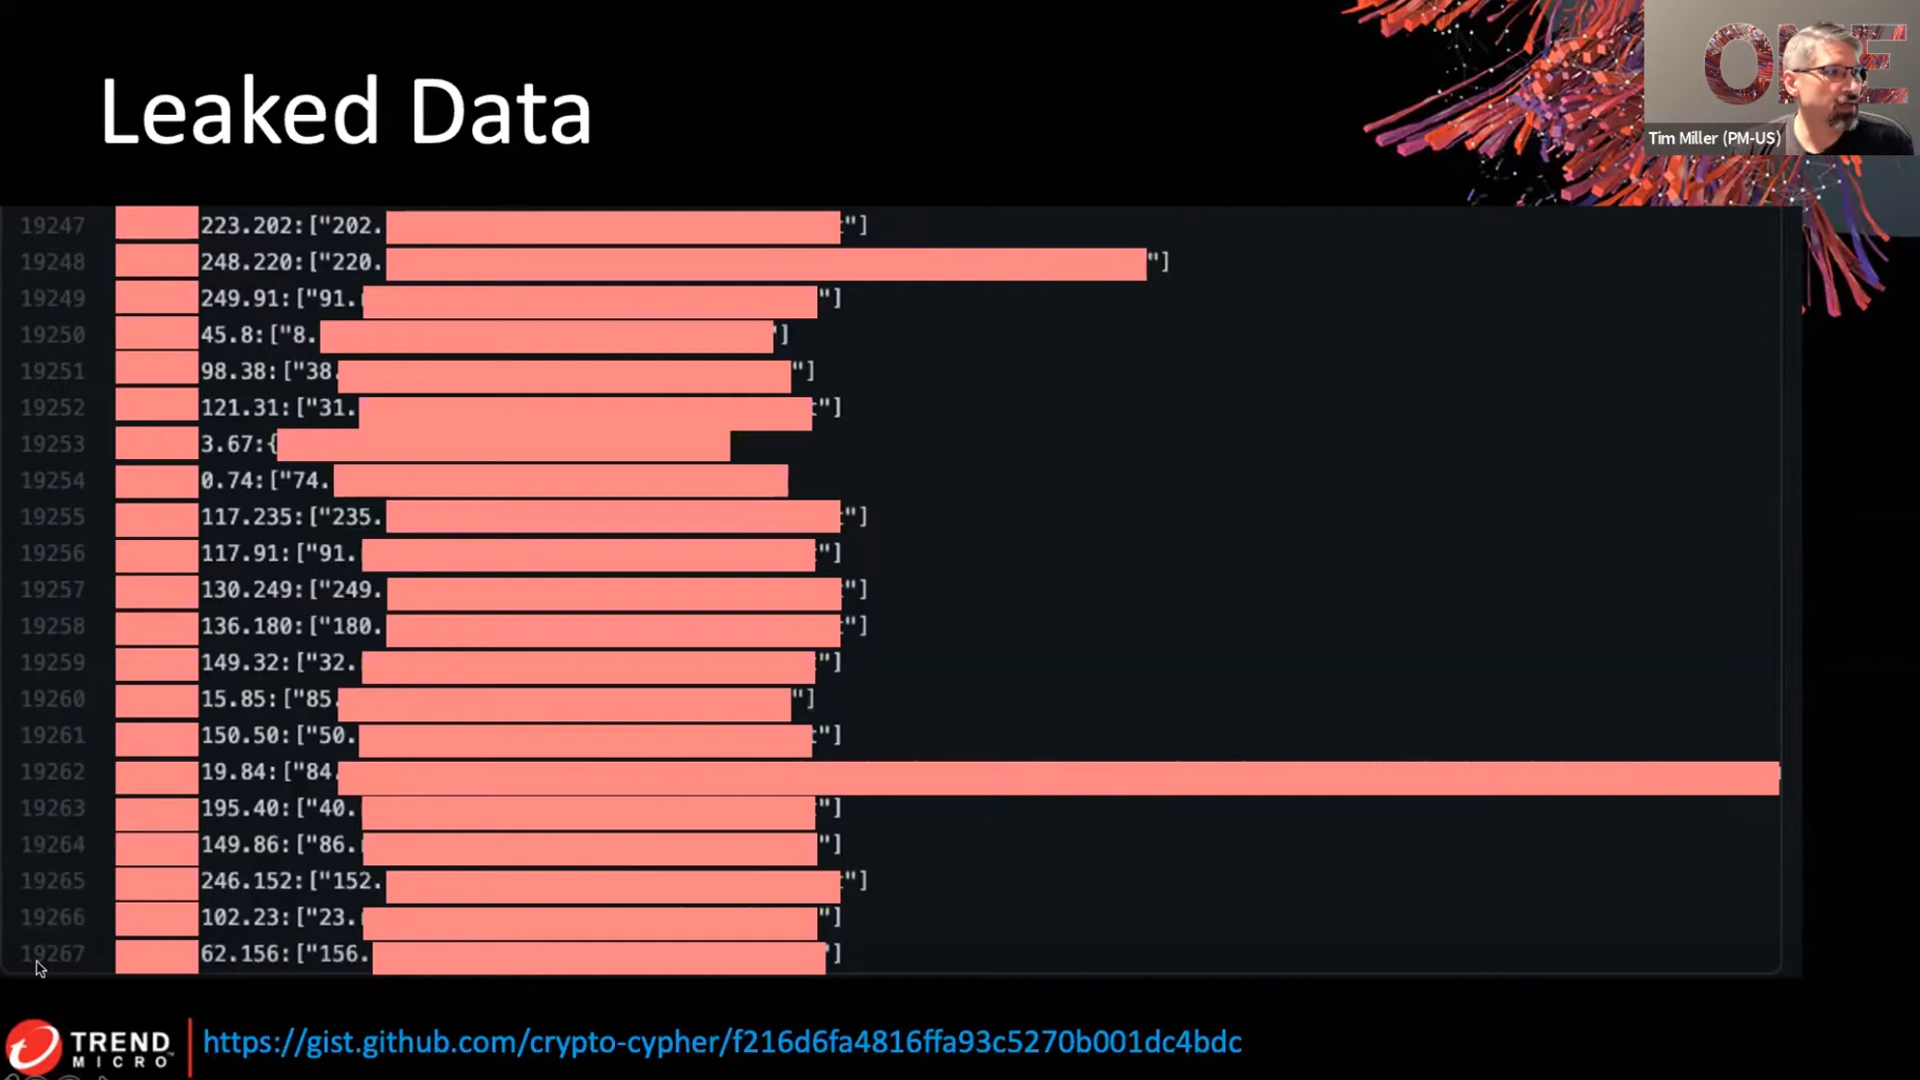 Leaked Data
ONE
Tim Miller (PM-US)
19247 223.202:["202. "]
19248 248.220:["220. "]
19249 249.91:["91. "]
19250 45.8:["8. "]
19251 98.38:["38. "]
19252 121.31:["31. "]
19253 3.67:{
19254 0.74:["74.
19255 117.235:["235. "]
19256 117.91:["91. "]
19257 130.249:["249. "]
19258 136.180:["180. "]
19259 149.32:["32. "]
19260 15.85:["85. "]
19261 150.50:["50. "]
19262 19.84:["84.
19263 195.40:["40. "]
19264 149.86:["86. "]
19265 246.152:["152. "]
19266 102.23:["23. "]
19267 62.156:["156. "]
TREND
MICRO
https://gist.github.com/crypto-cypher/f216d6fa4816ffa93c5270b001dc4bdc